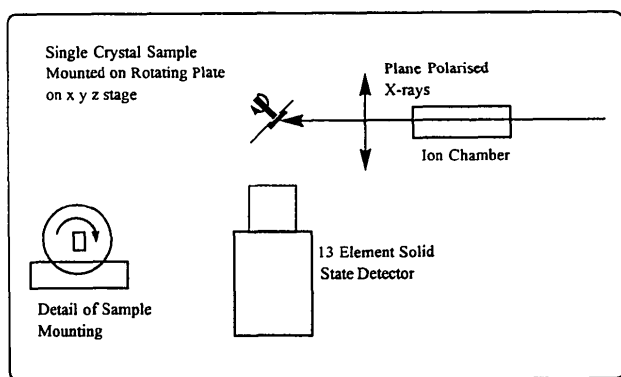 Single Crystal Sample
Mounted on Rotating Plate
on x y z stage
Plane Polarised
X-rays
Ion Chamber
13 Element Solid
State Detector
Detail of Sample
Mounting